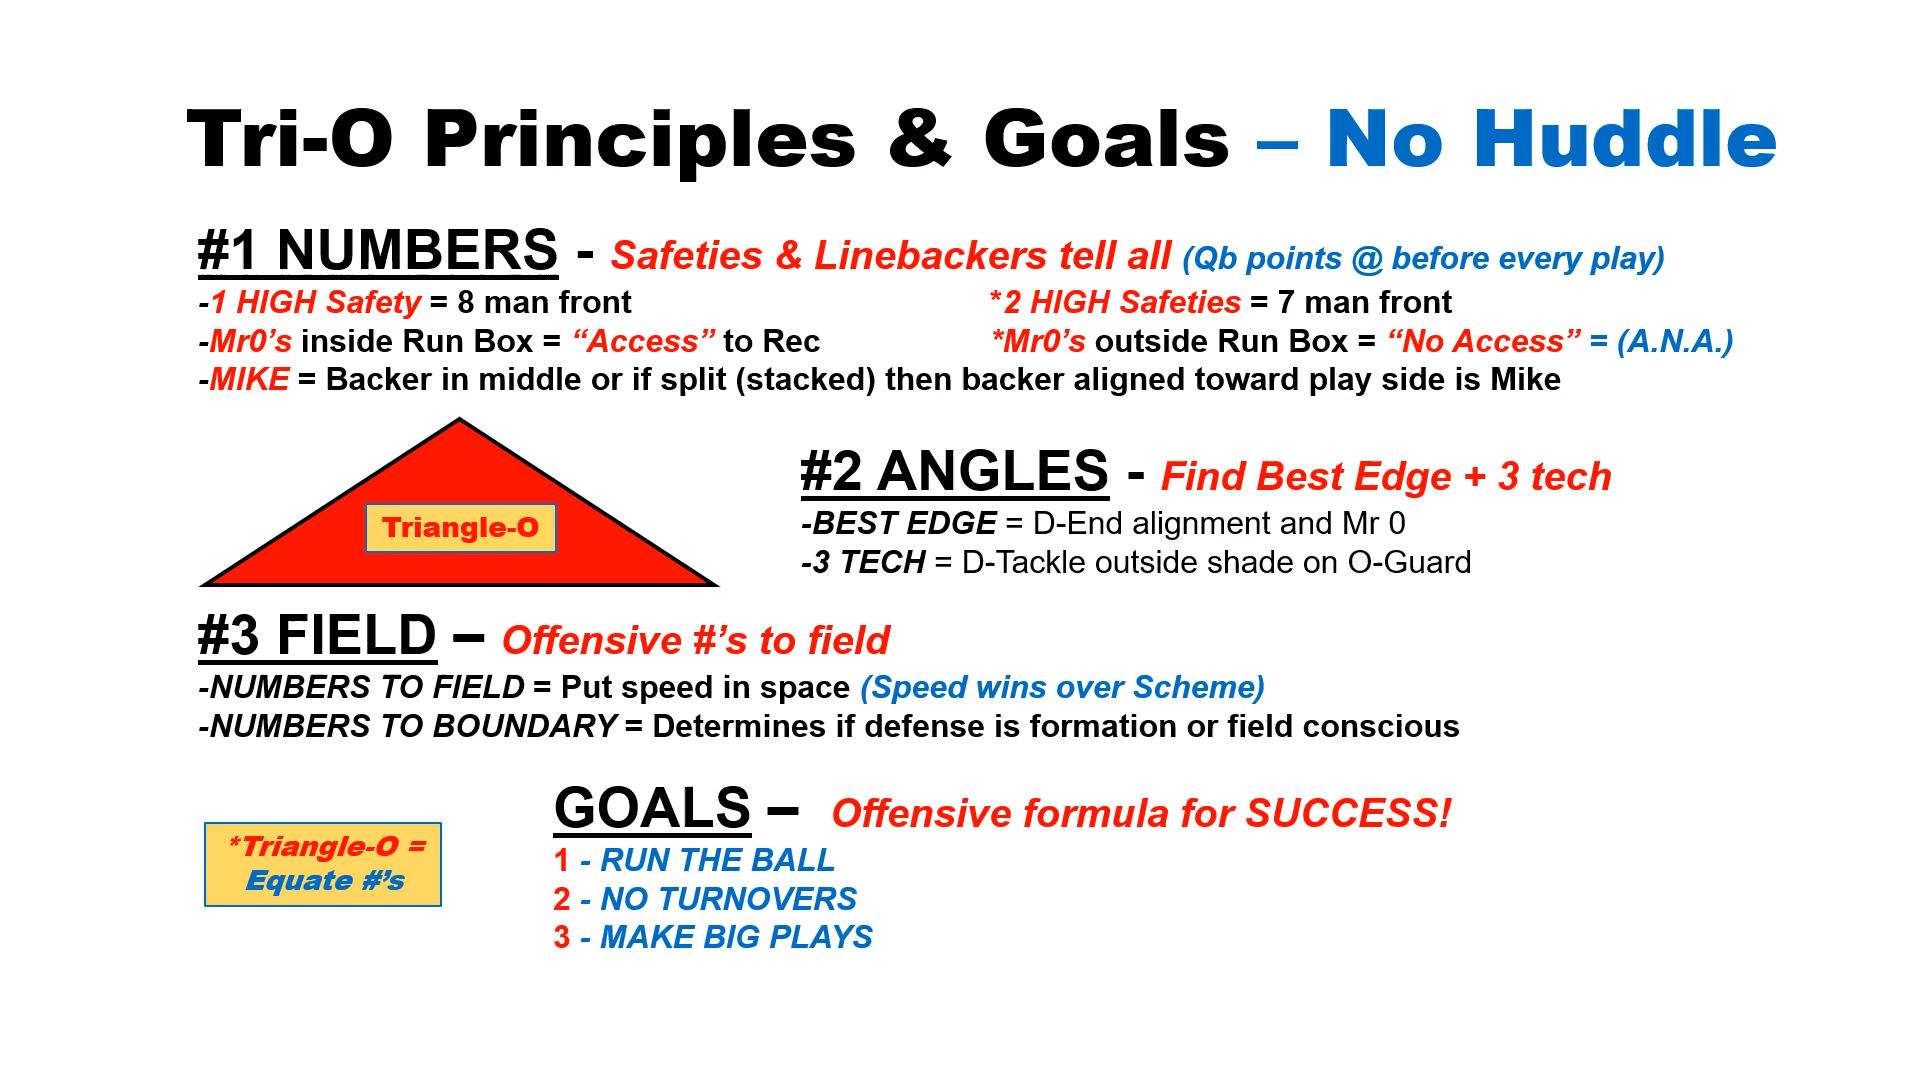 Tri-O Principles & Goals – No Huddle
#1 NUMBERS - Safeties & Linebackers tell all (Qb points @ before every play)
-1 HIGH Safety = 8 man front *2 HIGH Safeties = 7 man front
-Mr0’s inside Run Box = “Access” to Rec *Mr0’s outside Run Box = “No Access” = (A.N.A.)
-MIKE = Backer in middle or if split (stacked) then backer aligned toward play side is Mike
Triangle-O
#2 ANGLES - Find Best Edge + 3 tech
-BEST EDGE = D-End alignment and Mr 0
-3 TECH = D-Tackle outside shade on O-Guard
#3 FIELD – Offensive #’s to field
-NUMBERS TO FIELD = Put speed in space (Speed wins over Scheme)
-NUMBERS TO BOUNDARY = Determines if defense is formation or field conscious
*Triangle-O =
Equate #’s
GOALS – Offensive formula for SUCCESS!
1 - RUN THE BALL
2 - NO TURNOVERS
3 - MAKE BIG PLAYS